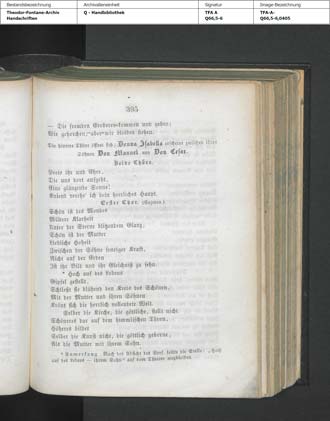 Bestandsbezeichnung
Theodor-Fontane-Archiv
Handschriften
Archivalieneinheit
Q - Handbibliothek
Signatur
TFA A
Q66,5-6
Image-Bezeichnung
TFA-A-
Q66,5-6,0405
395
— Die fremden Eroberer kommen und gehen;
Wir gehorchen, aber wir bleiben stehen.
Die hintere Thüre öffnet sich; Donna Isabella erscheint zwischen ihren
Söhnen Don Manuel und Don Cesar.
Beide Chöre.
Preis ihr und Ehre,
Die uns dort aufgeht,
Eine glänzende Sonne!
Knieend verehr' ich dein herrliches Haupt.
Erster Chor. (Cajetan.)
Schön ist des Mondes
Mildere Klarheit
Unter der Sterne blitzendem Glanz;
Schön ist der Mutter
Liebliche Hoheit
Zwischen der Söhne feuriger Kraft,
Nicht auf der Erden
Ist ihr Bild und ihr Gleichniß zu sehn.
* Hoch auf des Lebens
Gipfel gestellt,
Schließt sie blühend den Kreis des Schönen,
Mit der Mutter und ihren Söhnen
Krönt sich die herrlich vollendete Welt.
Selber die Kirche, die göttliche, stellt nicht
Schöneres dar auf dem himmlischen Thron,
Höheres bildet
Selber die Kunst nicht, die göttlich geborne,
Als die Mutter mit ihrem Sohn.
* Anmerkung. Nach der Absicht des Verf. sollte die Stelle: „Hoch
auf des Lebens — ihrem Sohn" auf dem Theater wegbleiben.